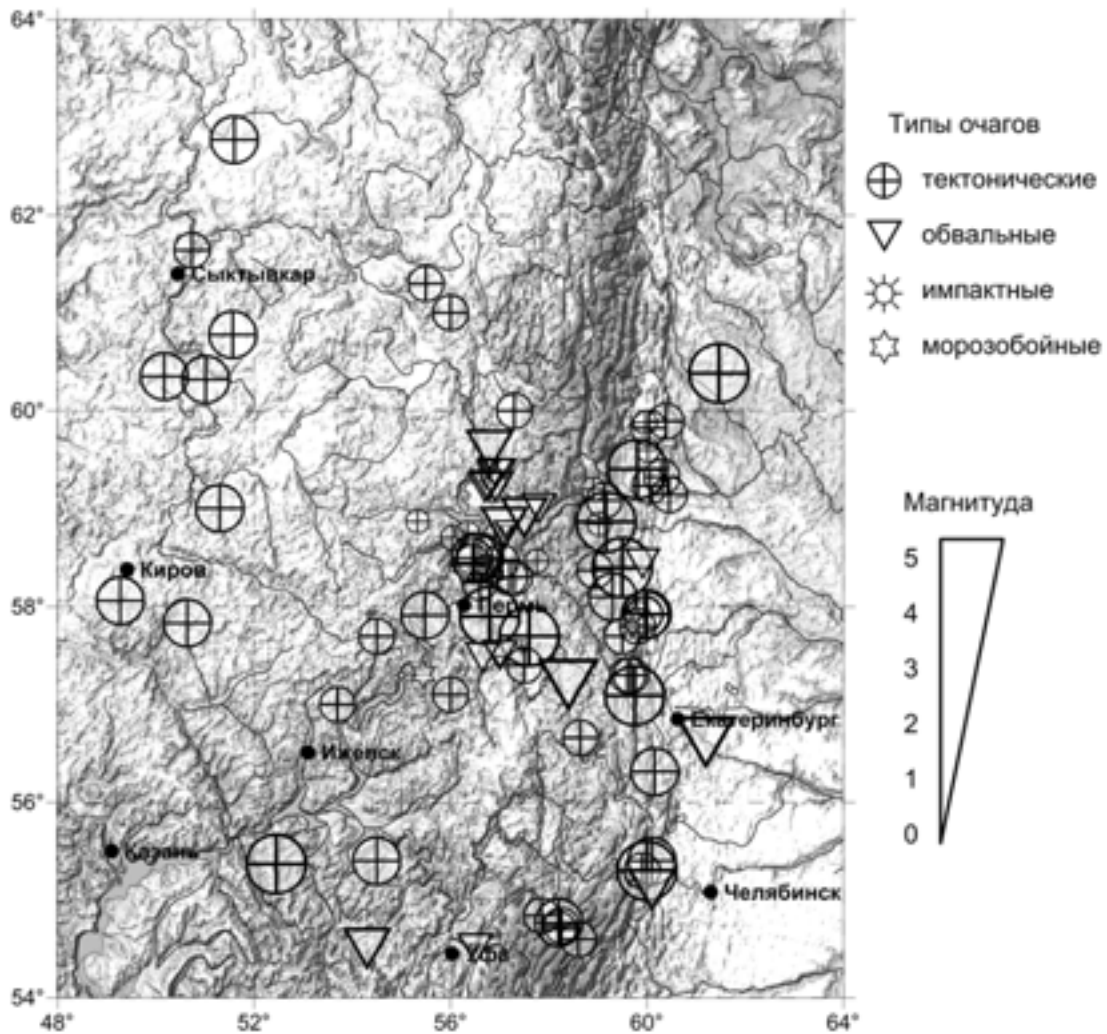 64°
62°
60°
58°
56°
54°
48°
52°
56°
60°
64°
Сыктывкар
Киров
Пермь
Екатеринбург
Ижевск
Казань
Челябинск
Уфа
Типы очагов
тектонические
обвальные
импактные
морозобойные
Магнитуда
5
4
3
2
1
0